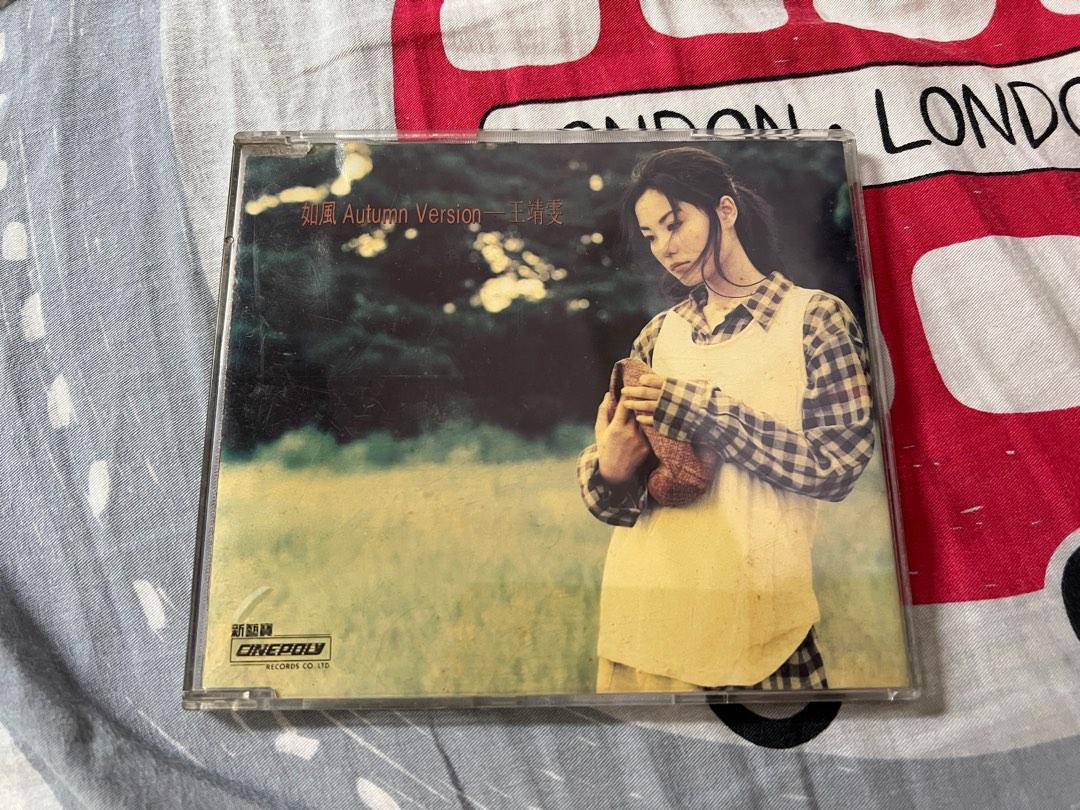 LONDON. LONDO
如風 Autumn Version—王靖雯
新藝寶
CINEPOLY
RECORDS CO. LTD